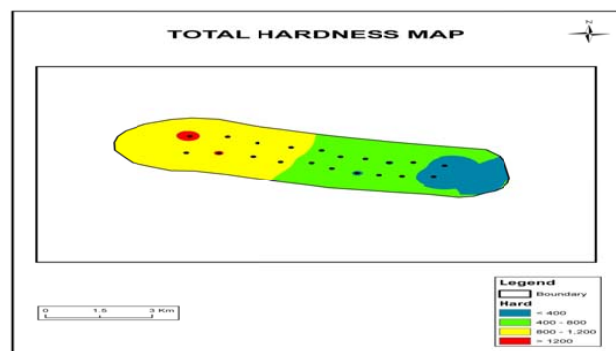 TOTAL HARDNESS MAP
N
Legend
Boundary
Hard
< 400
400 - 800
800 - 1,200
> 1200
0 1.5 3 Km